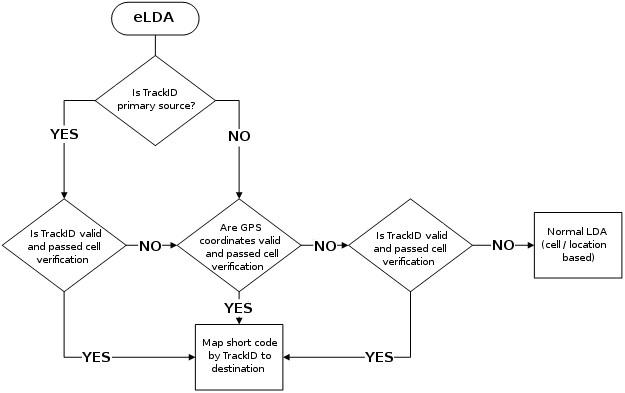 eLDA
Is TrackID
primary source?
YES
NO
Is TrackID valid
and passed cell
verification
NO
Are GPS
coordinates valid
and passed cell
verification
NO
Is TrackID valid
and passed cell
verification
NO
Normal LDA
(cell / location
based)
YES
YES
Map short code
by TrackID to
destination
YES